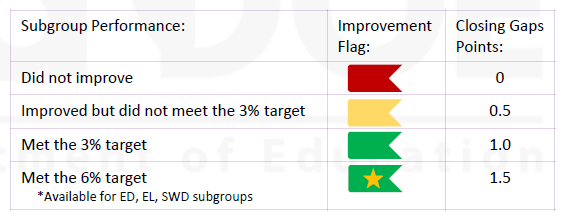 Subgroup Performance: Improvement Flag: Closing Gaps Points:
Did not improve 0
Improved but did not meet the 3% target 0.5
Met the 3% target 1.0
Met the 6% target 1.5
*Available for ED, EL, SWD subgroups